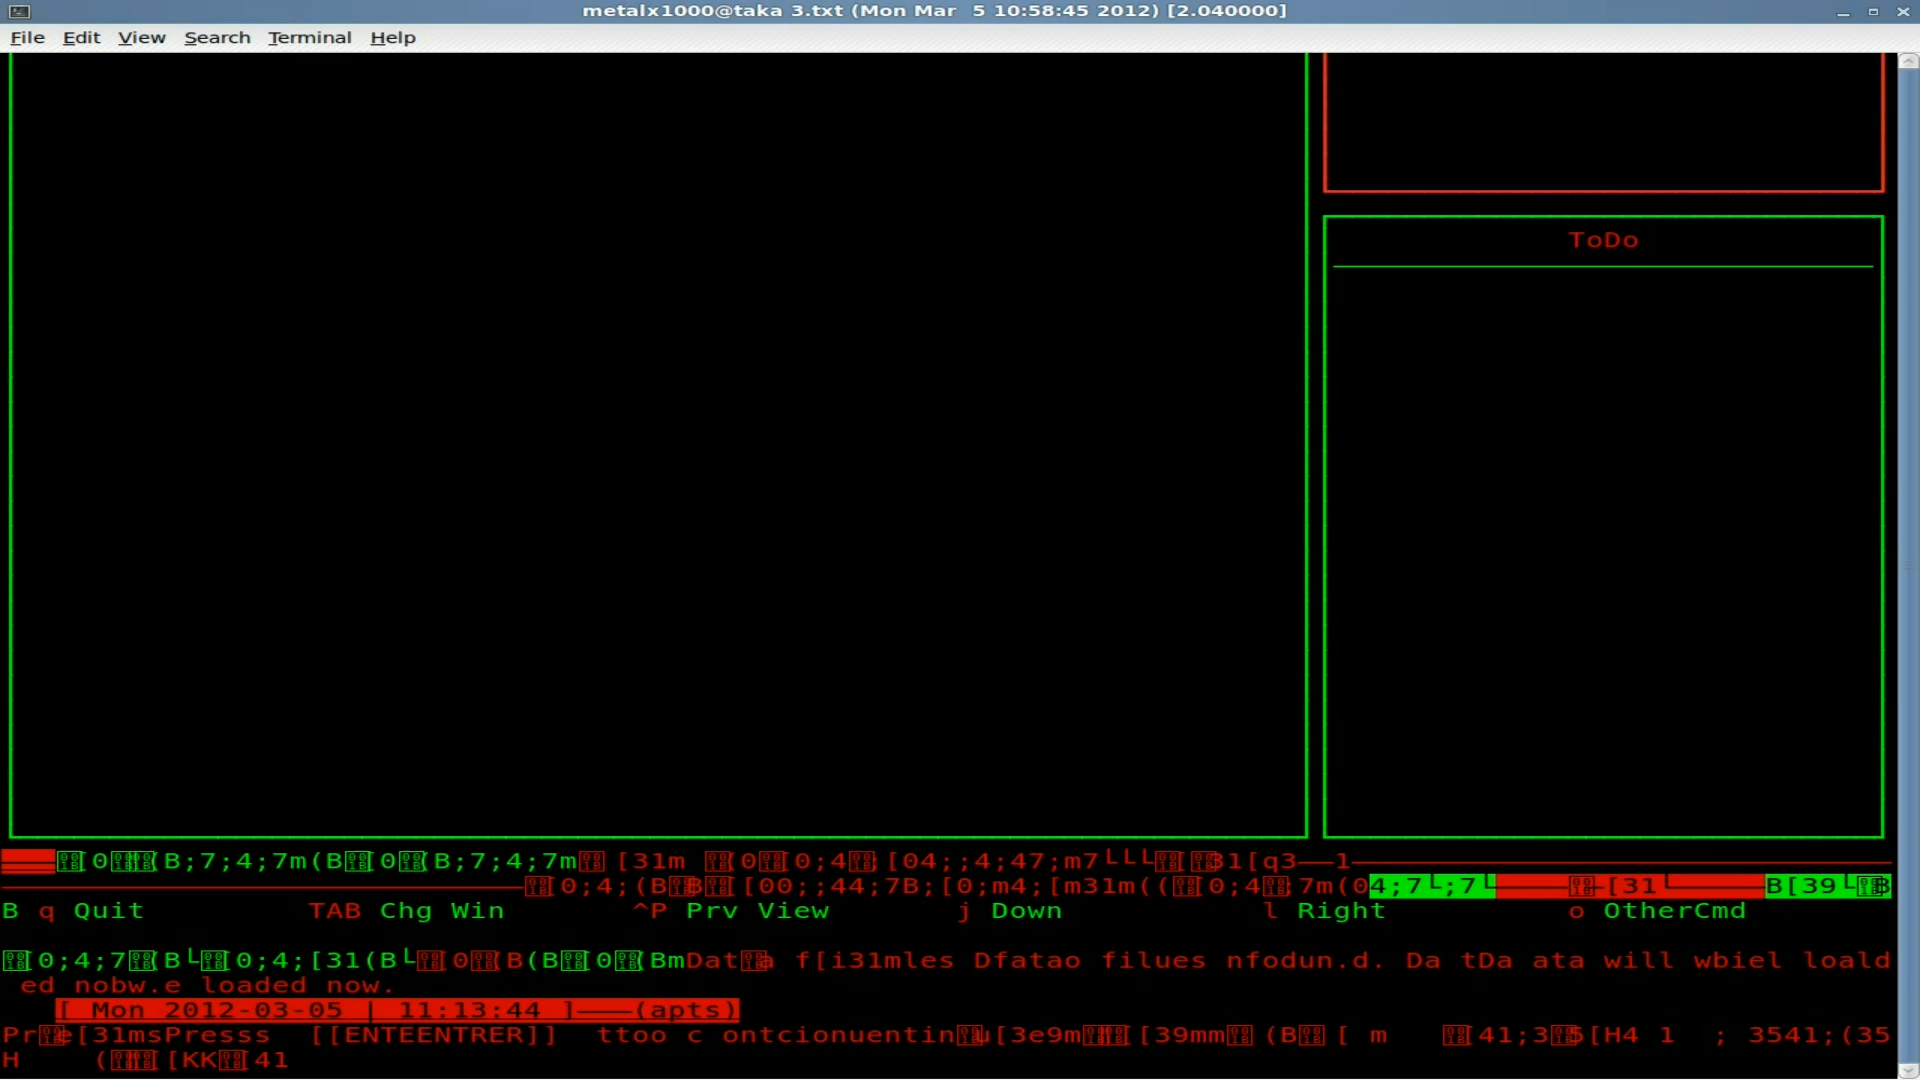 metalx1000@taka 3.txt (Mon Mar  5 10:58:45 2012) [2.040000]
File Edit View Search Terminal Help
ToDo
[0 (B;7;4;7m(B [0 (B;7;4;7m [31m (0 [0;4 [04;;4;47;m7└└└ [ 31[q3──1
[0;4;(B B [[00;;44;7B;[0;m4;[m31m(( [0;4 ;7m(04;7└;7└ [31└ B[39└ B
B q Quit TAB Chg Win ^P Prv View j Down l Right o OtherCmd
[0;4;7 (B└ [0;4;[31(B└ [0 (B(B [0 (BmDat a f[i31mles Dfatao filues nfodun.d. Da tDa ata will wbiel loald
ed nobw.e loaded now.
[ Mon 2012-03-05 | 11:13:44 ]───(apts)
Pr e[31msPresss [[ENTEENTRER]] ttoo c ontcionuentin u[3e9m [[39mm (B [ m [41;3 5[H4 1 ; 3541;(35
H ( [[KK [41